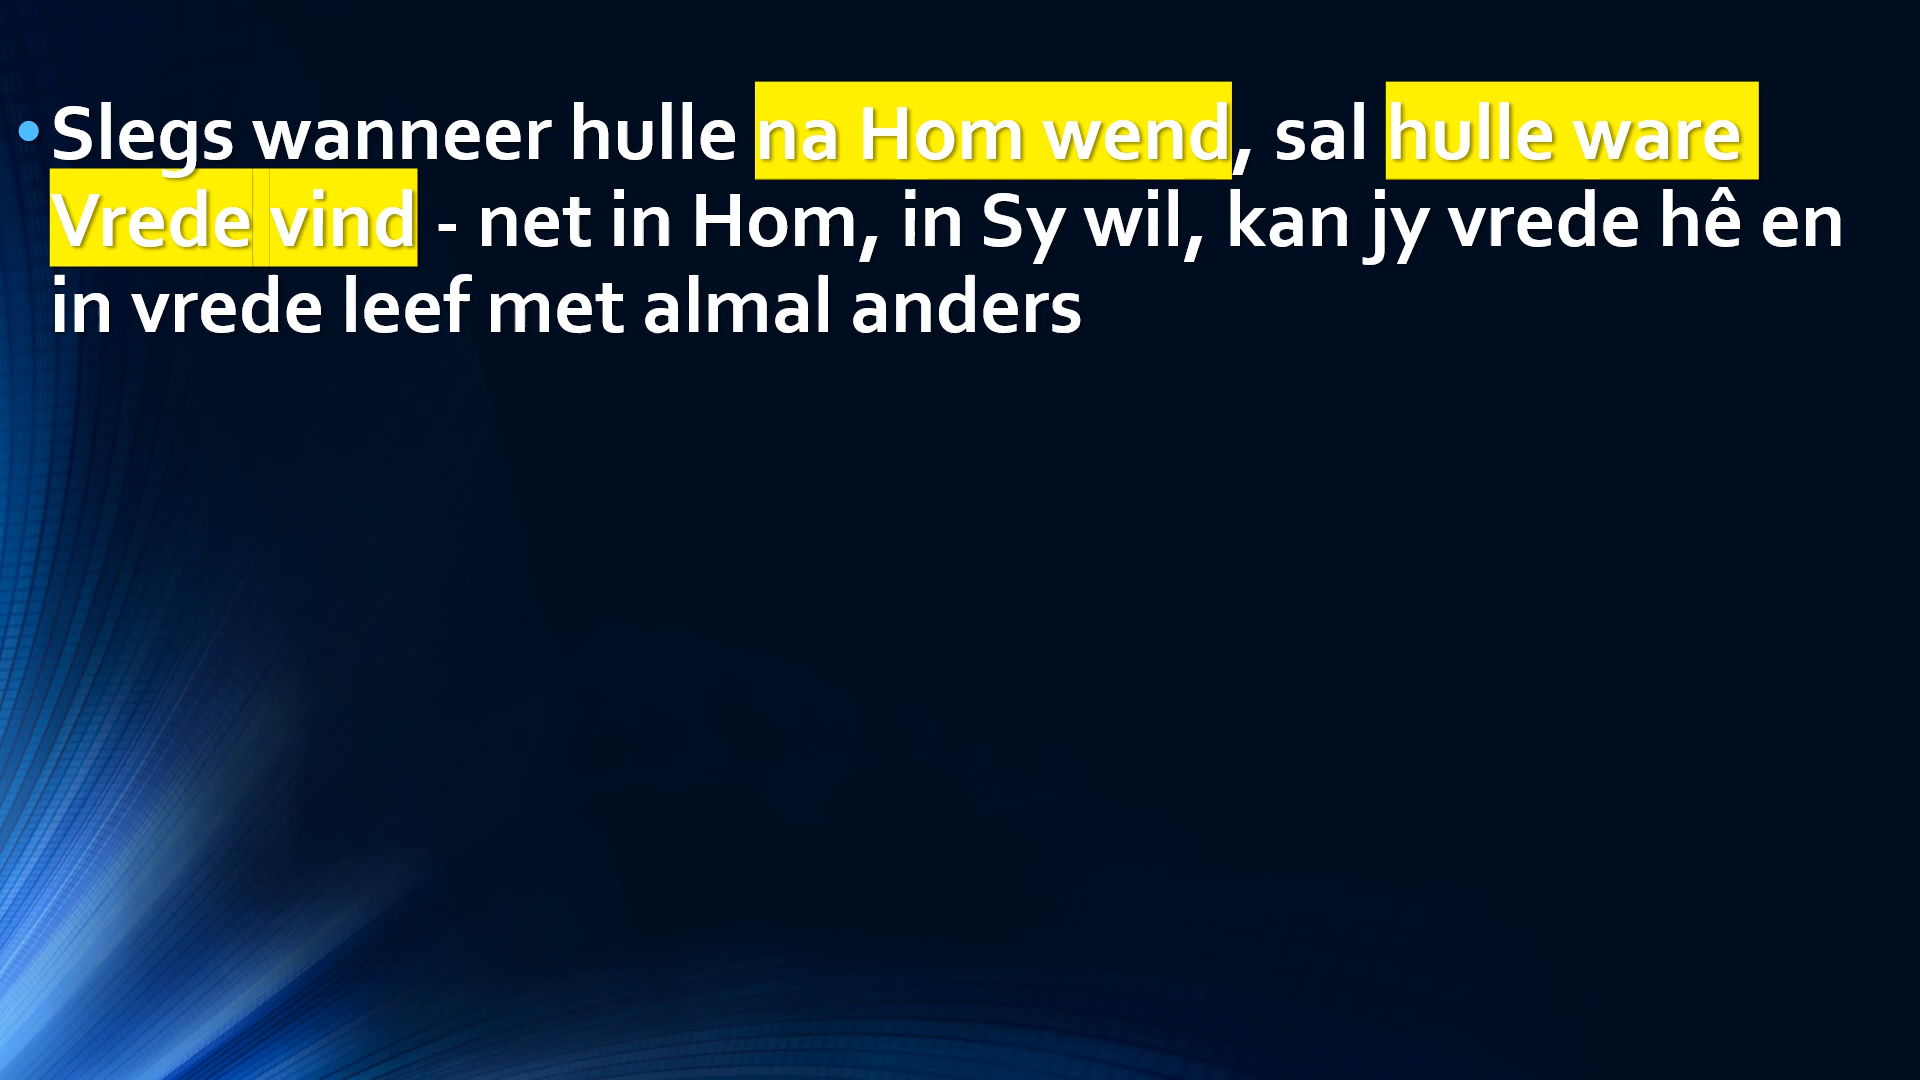 • Slegs wanneer hulle na Hom wend, sal hulle ware
Vrede vind - net in Hom, in Sy wil, kan jy vrede hê en
in vrede leef met almal anders